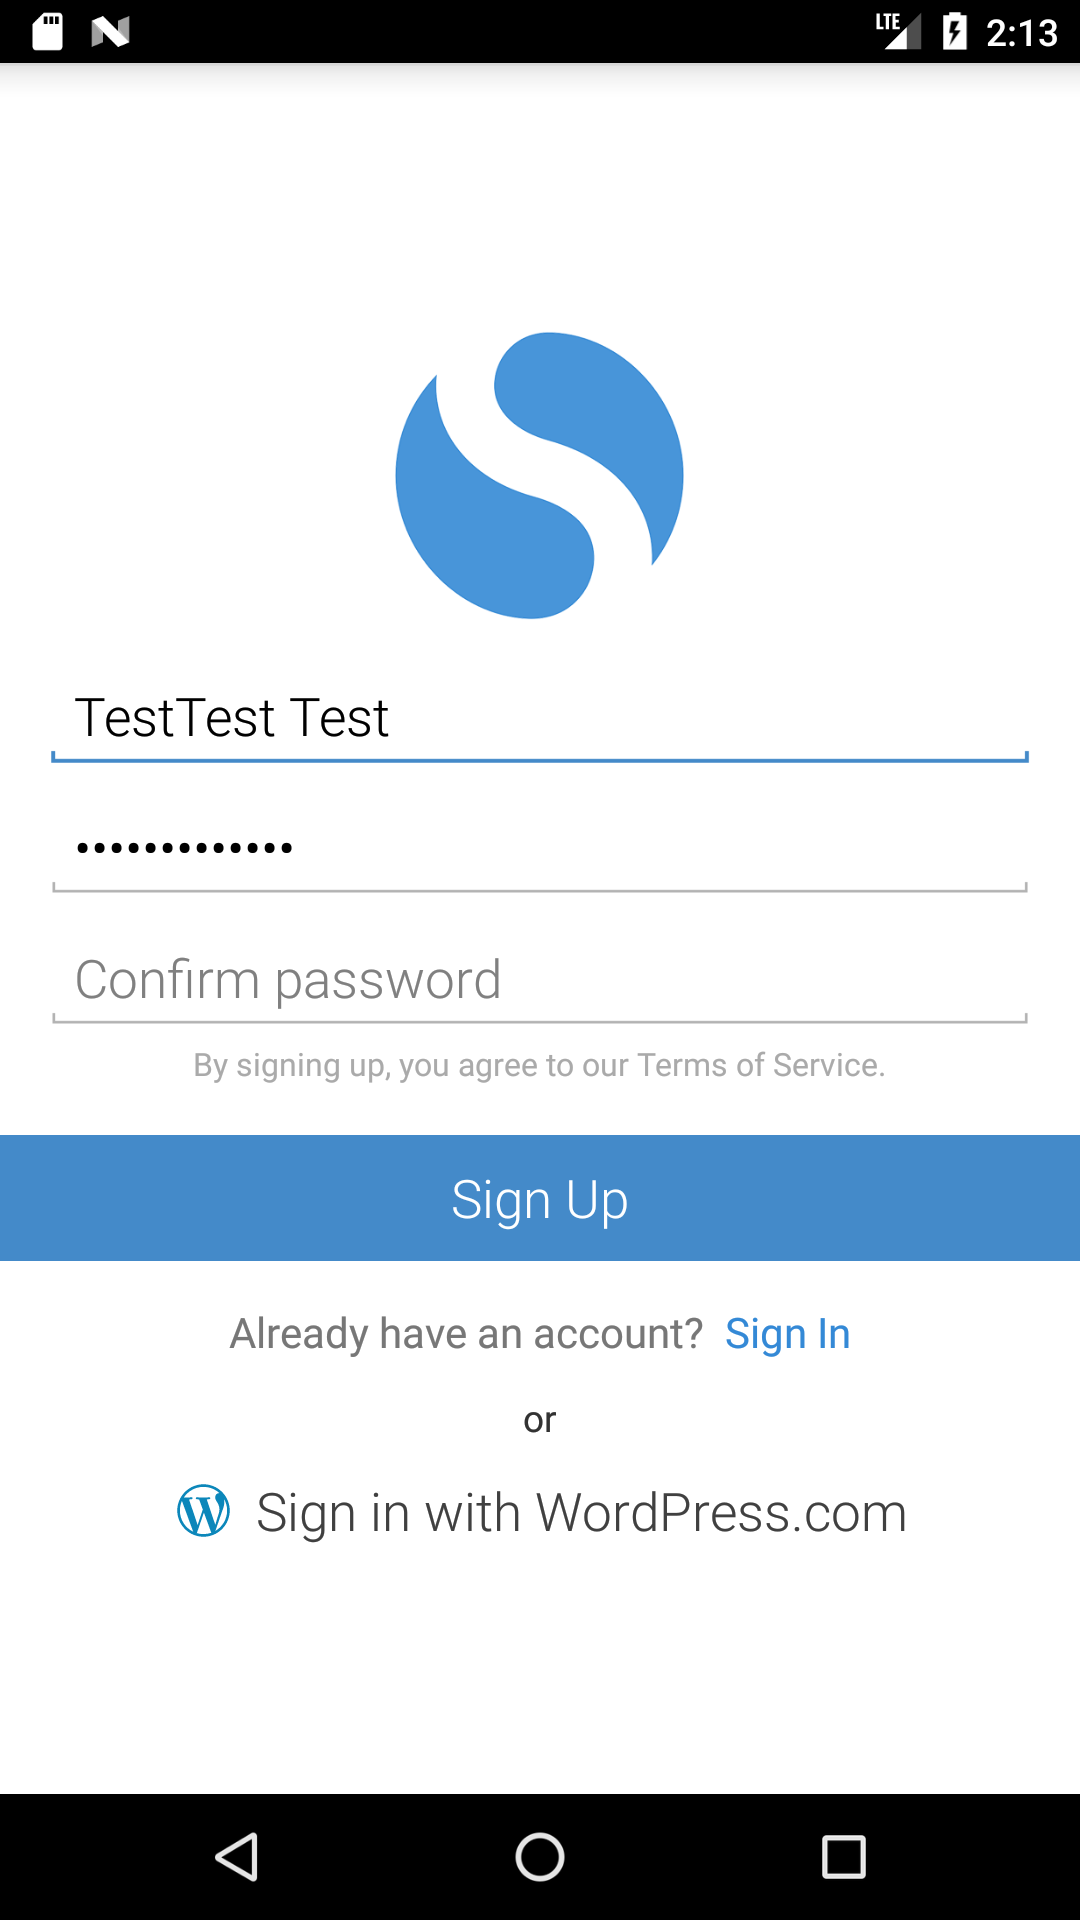 LTE 2:13
TestTest Test
•••••••••••••
Confirm password
By signing up, you agree to our Terms of Service.
Sign Up
Already have an account? Sign In
or
Sign in with WordPress.com